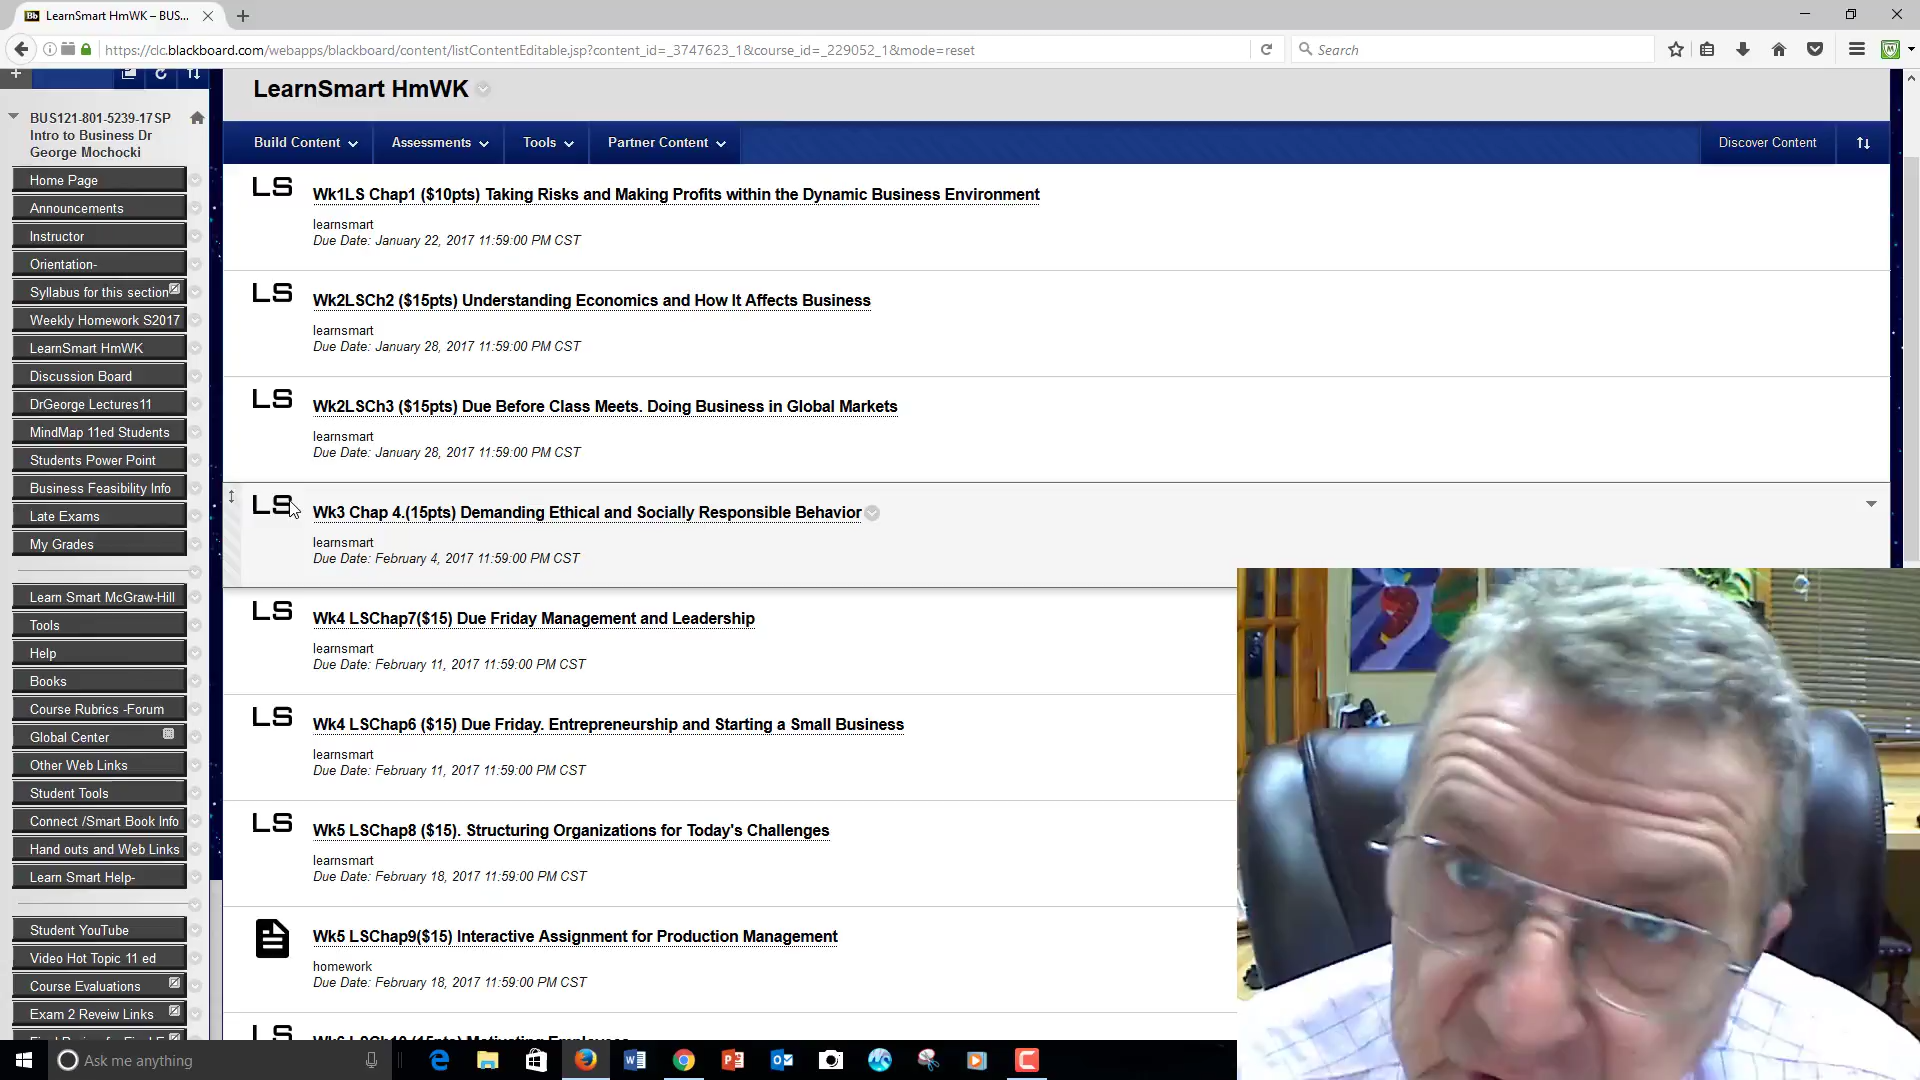 Bb LearnSmart HmWK – BUS...
https://clc.blackboard.com/webapps/blackboard/content/listContentEditable.jsp?content_id=_3747623_1&course_id=_229052_1&mode=reset
Search
LearnSmart HmWK
Build Content
Assessments
Tools
Partner Content
Discover Content
BUS121-801-5239-17SP
Intro to Business Dr
George Mochocki
Home Page
Announcements
Instructor
Orientation-
Syllabus for this section
Weekly Homework S2017
LearnSmart HmWK
Discussion Board
DrGeorge Lectures11
MindMap 11ed Students
Students Power Point
Business Feasibility Info
Late Exams
My Grades
Learn Smart McGraw-Hill
Tools
Help
Books
Course Rubrics -Forum
Global Center
Other Web Links
Student Tools
Connect /Smart Book Info
Hand outs and Web Links
Learn Smart Help-
Student YouTube
Video Hot Topic 11 ed
Course Evaluations
Exam 2 Reveiw Links
LS Wk1LS Chap1 ($10pts) Taking Risks and Making Profits within the Dynamic Business Environment
learnsmart
Due Date: January 22, 2017 11:59:00 PM CST
LS Wk2LSCh2 ($15pts) Understanding Economics and How It Affects Business
learnsmart
Due Date: January 28, 2017 11:59:00 PM CST
LS Wk2LSCh3 ($15pts) Due Before Class Meets. Doing Business in Global Markets
learnsmart
Due Date: January 28, 2017 11:59:00 PM CST
LS Wk3 Chap 4.(15pts) Demanding Ethical and Socially Responsible Behavior
learnsmart
Due Date: February 4, 2017 11:59:00 PM CST
LS Wk4 LSChap7($15) Due Friday Management and Leadership
learnsmart
Due Date: February 11, 2017 11:59:00 PM CST
LS Wk4 LSChap6 ($15) Due Friday. Entrepreneurship and Starting a Small Business
learnsmart
Due Date: February 11, 2017 11:59:00 PM CST
LS Wk5 LSChap8 ($15). Structuring Organizations for Today's Challenges
learnsmart
Due Date: February 18, 2017 11:59:00 PM CST
Wk5 LSChap9($15) Interactive Assignment for Production Management
homework
Due Date: February 18, 2017 11:59:00 PM CST
LS Wk6 LSCh10 (15pts) Motivating Employees
Ask me anything